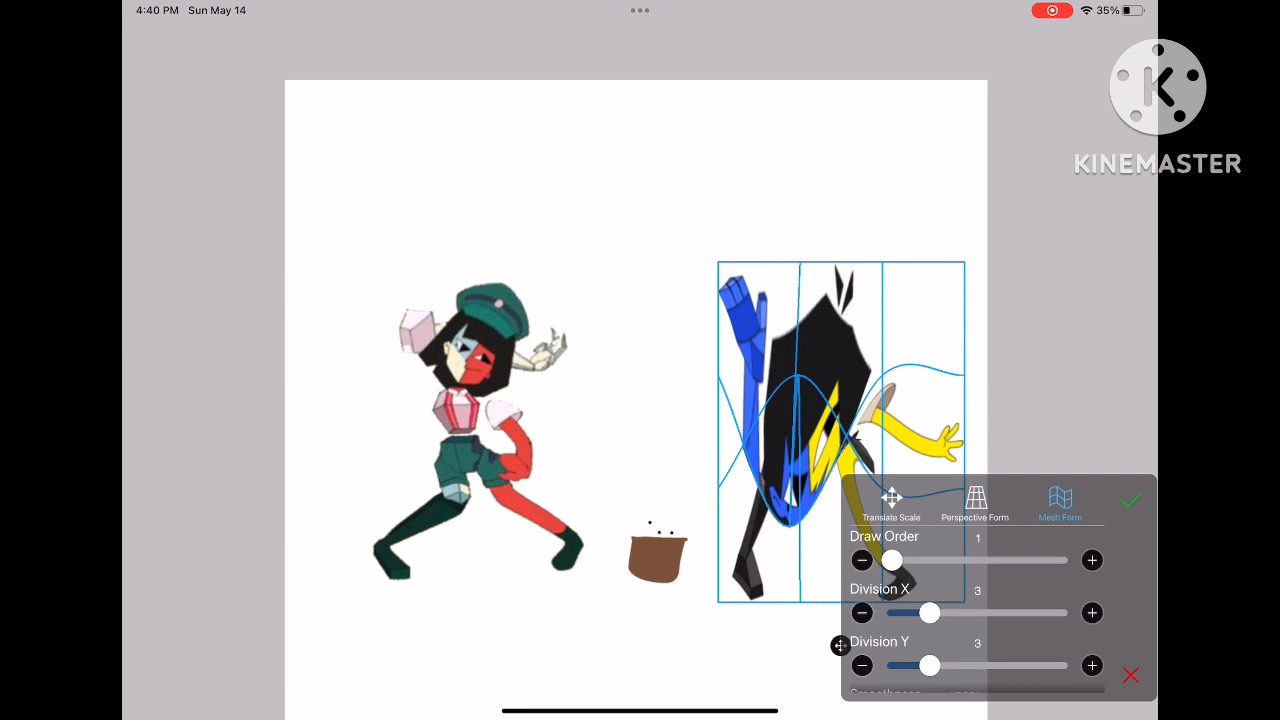 4:40 PM Sun May 14
35%
KINEMASTER
Translate Scale
Perspective Form
Mesh Form
Draw Order 1
Division X 3
Division Y 3